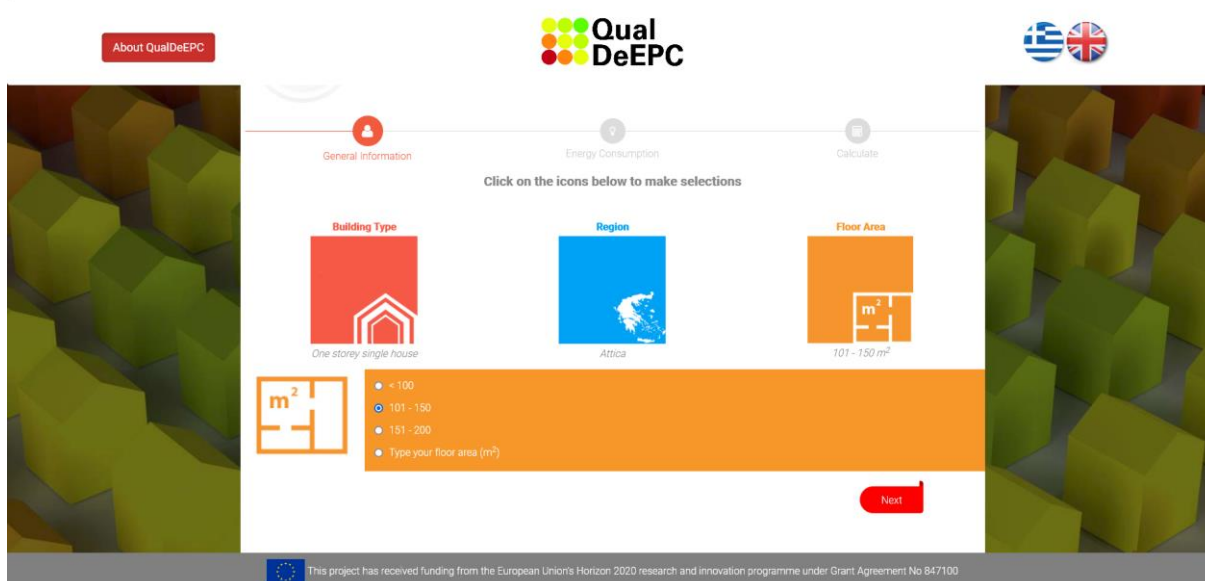 About QualDeEPC
Qual
DeEPC
General information
Energy Consumption
Calculate
Click on the icons below to make selections
Building Type
Region
Floor Area
m²
One storey single house
Attica
101 - 150 m²
m²
< 100
101 - 150
151 - 200
Type your floor area (m²)
Next
This project has received funding from the European Union's Horizon 2020 research and innovation programme under Grant Agreement No 847100